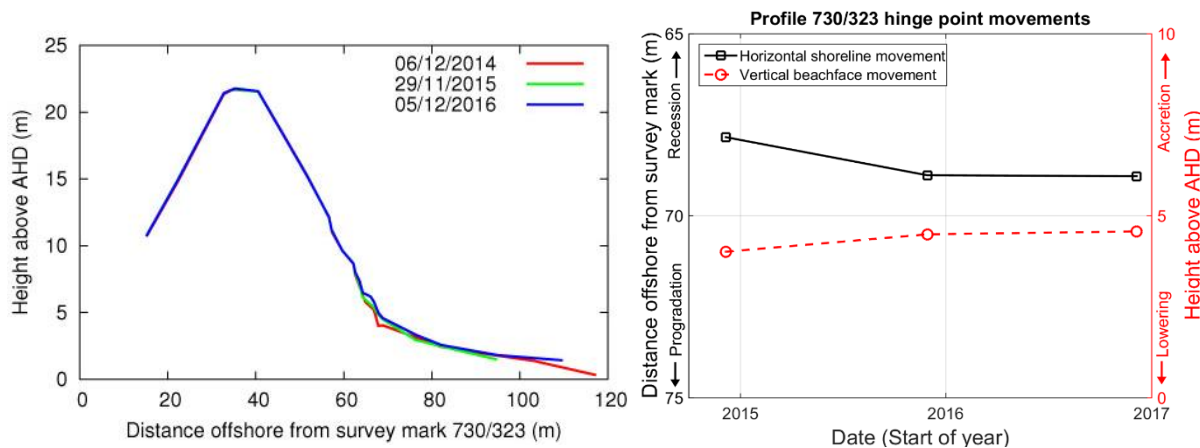 25
20
15
10
5
0
Height above AHD (m)
06/12/2014
29/11/2015
05/12/2016
0 20 40 60 80 100 120
Distance offshore from survey mark 730/323 (m)
Profile 730/323 hinge point movements
Horizontal shoreline movement
Vertical beachface movement
65
70
75
Distance offshore from survey mark (m)
Recession
Progradation
10
5
0
Height above AHD (m)
Accretion
Lowering
2015 2016 2017
Date (Start of year)